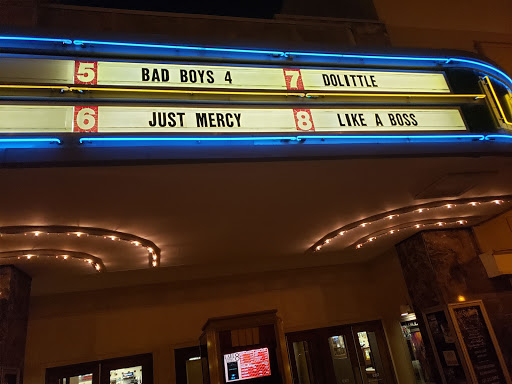 5 BAD BOYS 4 7 DOLITTLE
6 JUST MERCY 8 LIKE A BOSS